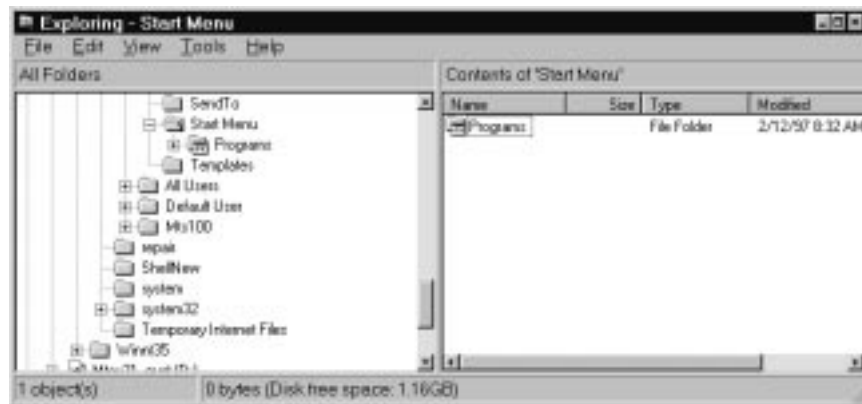 Exploring - Start Menu
File Edit View Tools Help
All Folders
Contents of 'Start Menu'
SendTo
Start Menu
Programs
Templates
All Users
Default User
Mts100
repair
ShellNew
system
system32
Temporary Internet Files
Winnt35
Name Size Type Modified
Programs File Folder 2/12/97 8:32 AM
1 object(s) 0 bytes (Disk free space: 1.16GB)